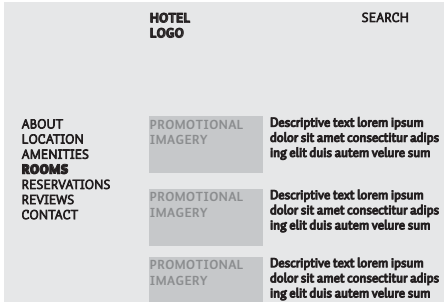 HOTEL
LOGO
SEARCH
ABOUT
LOCATION
AMENITIES
ROOMS
RESERVATIONS
REVIEWS
CONTACT
PROMOTIONAL
IMAGERY
Descriptive text lorem ipsum
dolor sit amet consectitur adips
ing elit duis autem velure sum
PROMOTIONAL
IMAGERY
Descriptive text lorem ipsum
dolor sit amet consectitur adips
ing elit duis autem velure sum
PROMOTIONAL
IMAGERY
Descriptive text lorem ipsum
dolor sit amet consectitur adips
ing elit duis autem velure sum